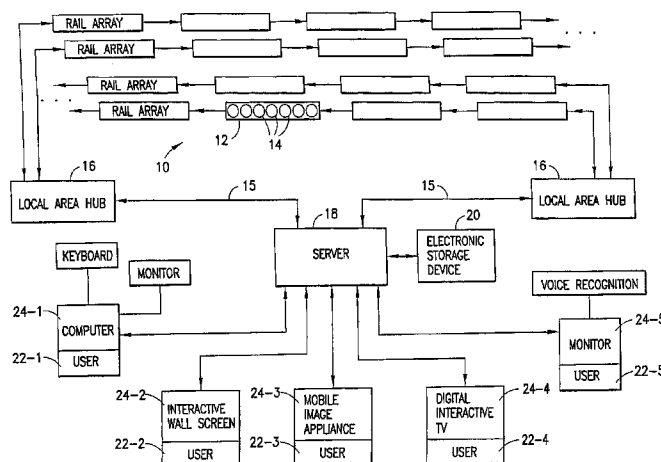 RAIL ARRAY
RAIL ARRAY
RAIL ARRAY
RAIL ARRAY
12
14
10
16
LOCAL AREA HUB
15
15
16
LOCAL AREA HUB
18
SERVER
20
ELECTRONIC
STORAGE
DEVICE
KEYBOARD
MONITOR
24-1
COMPUTER
22-1
USER
VOICE RECOGNITION
24-5
MONITOR
USER
22-5
24-2
INTERACTIVE
WALL SCREEN
22-2
USER
24-3
MOBILE
IMAGE
APPLIANCE
22-3
USER
24-4
DIGITAL
INTERACTIVE
TV
USER
22-4